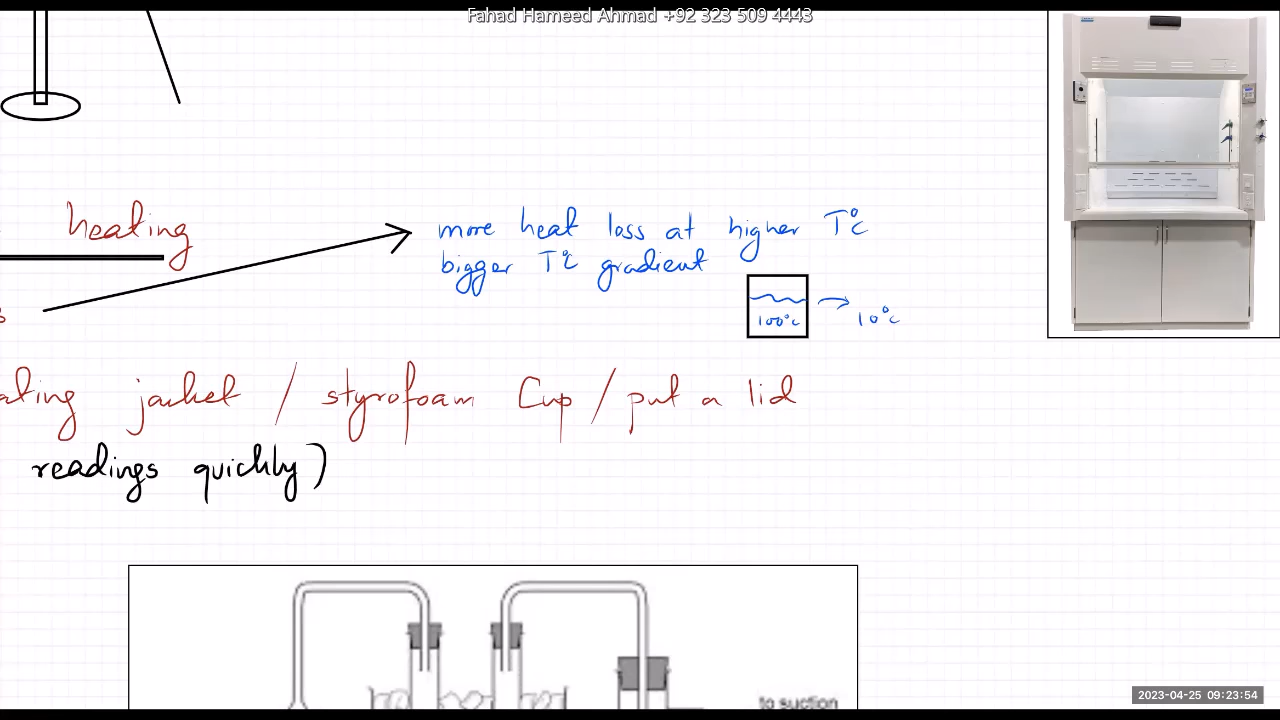 Fahad Hameed Ahmad +92 323 509 4443
heating
more heat loss at higher T°C
bigger T°C gradient
100°C
10°C
ating jacket / styrofoam Cup / put a lid
readings quickly)
to suction
2023-04-25 09:23:54